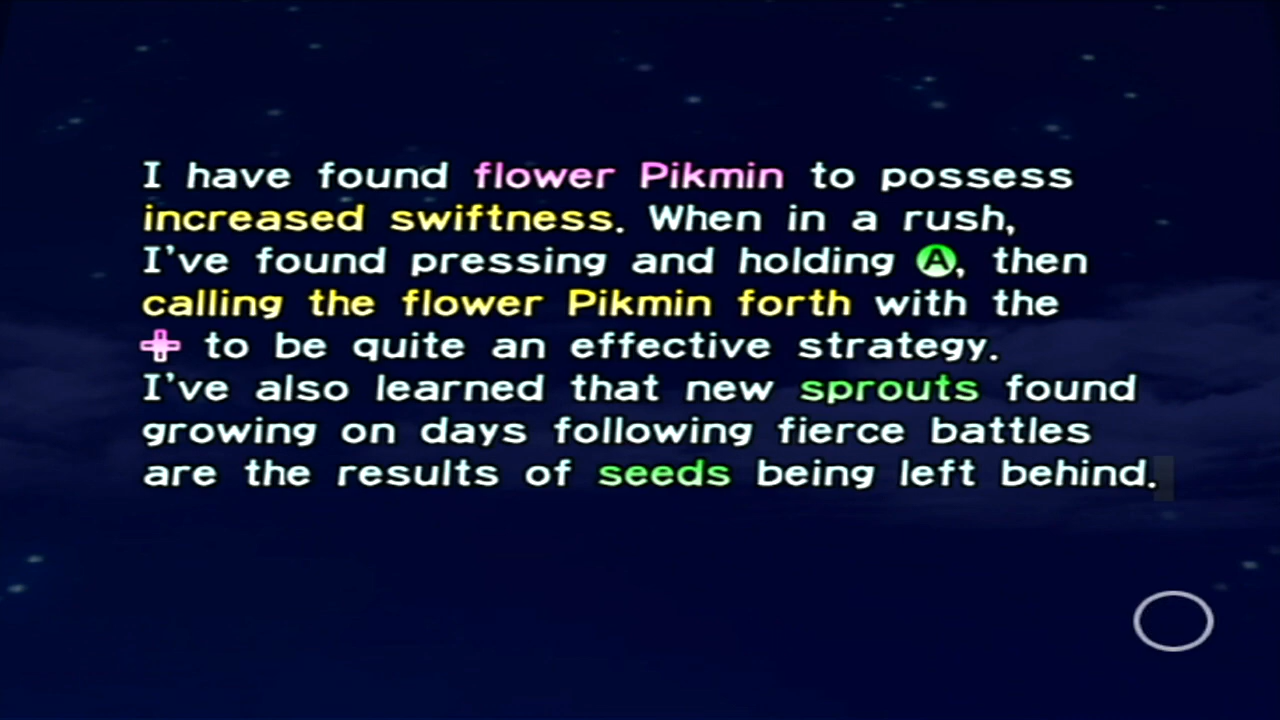 I have found flower Pikmin to possess
increased swiftness. When in a rush,
I've found pressing and holding A, then
calling the flower Pikmin forth with the
✚ to be quite an effective strategy.
I've also learned that new sprouts found
growing on days following fierce battles
are the results of seeds being left behind.